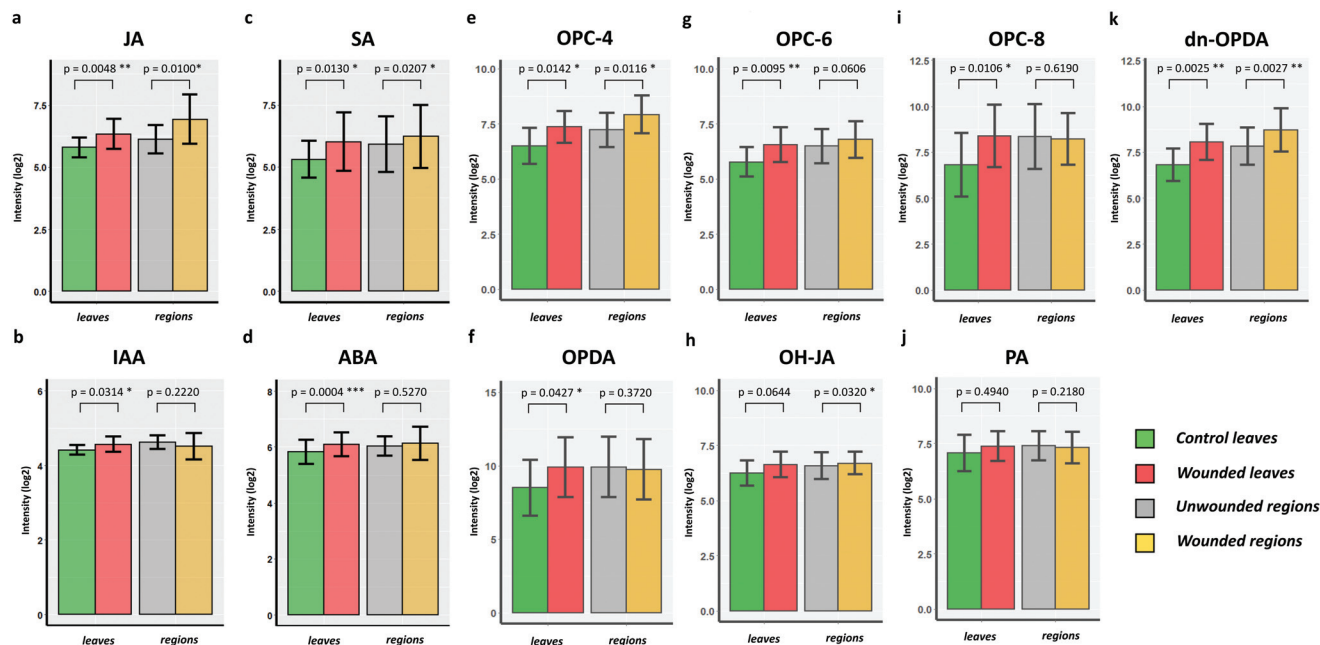 a
JA
p = 0.0048 **
p = 0.0100*
Intensity (log2)
7.5
5.0
2.5
0.0
leaves
regions
c
SA
p = 0.0130 *
p = 0.0207 *
Intensity (log2)
7.5
5.0
2.5
0.0
leaves
regions
e
OPC-4
10.0
p = 0.0142 *
p = 0.0116 *
Intensity (log2)
7.5
5.0
2.5
0.0
leaves
regions
g
OPC-6
10.0
p = 0.0095 **
p = 0.0606
Intensity (log2)
7.5
5.0
2.5
0.0
leaves
regions
i
OPC-8
12.5
p = 0.0106 *
p = 0.6190
10.0
Intensity (log2)
7.5
5.0
2.5
0.0
leaves
regions
k
dn-OPDA
12.5
p = 0.0025 **
p = 0.0027 **
10.0
Intensity (log2)
7.5
5.0
2.5
0.0
leaves
regions
b
IAA
6
p = 0.0314 *
p = 0.2220
Intensity (log2)
4
2
0
leaves
regions
d
ABA
8
p = 0.0004 ***
p = 0.5270
Intensity (log2)
6
4
2
0
leaves
regions
f
OPDA
15
p = 0.0427 *
p = 0.3720
Intensity (log2)
10
5
0
leaves
regions
h
OH-JA
10.0
p = 0.0644
p = 0.0320 *
Intensity (log2)
7.5
5.0
2.5
0.0
leaves
regions
j
PA
10.0
p = 0.4940
p = 0.2180
Intensity (log2)
7.5
5.0
2.5
0.0
leaves
regions
Control leaves
Wounded leaves
Unwounded regions
Wounded regions